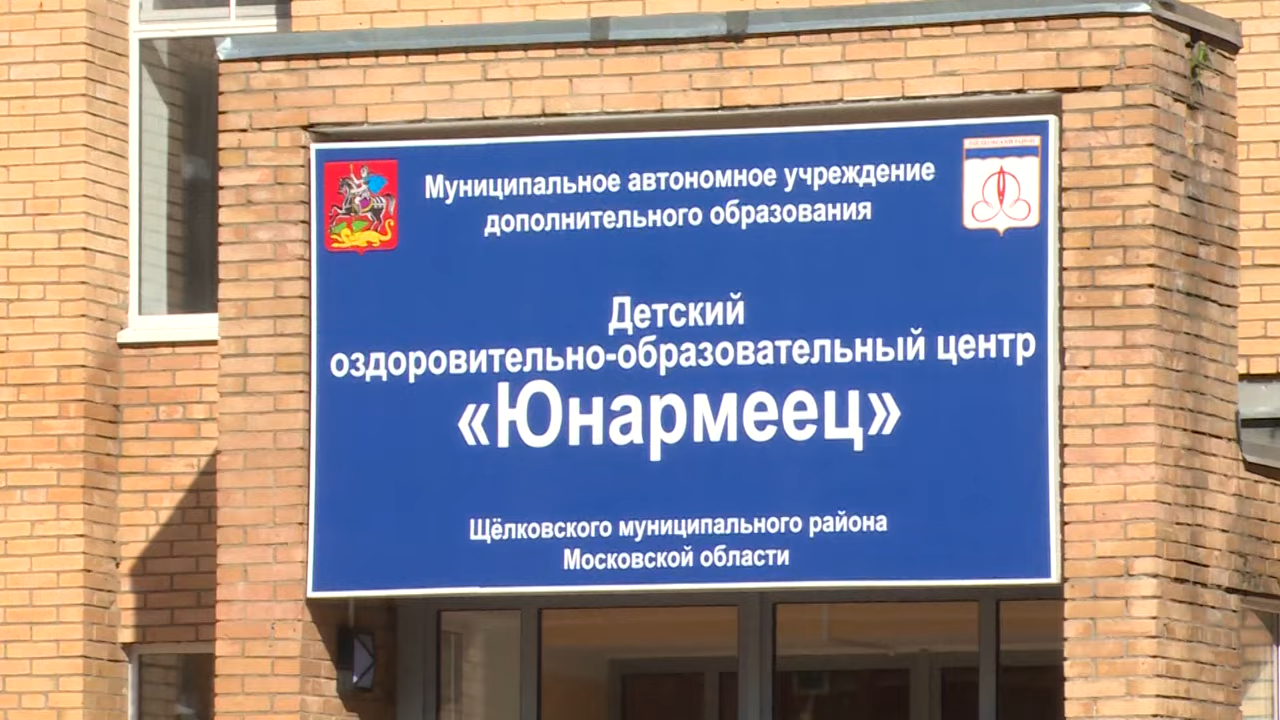 Муниципальное автономное учреждение
дополнительного образования
Детский
оздоровительно-образовательный центр
«Юнармеец»
Щёлковского муниципального района
Московской области